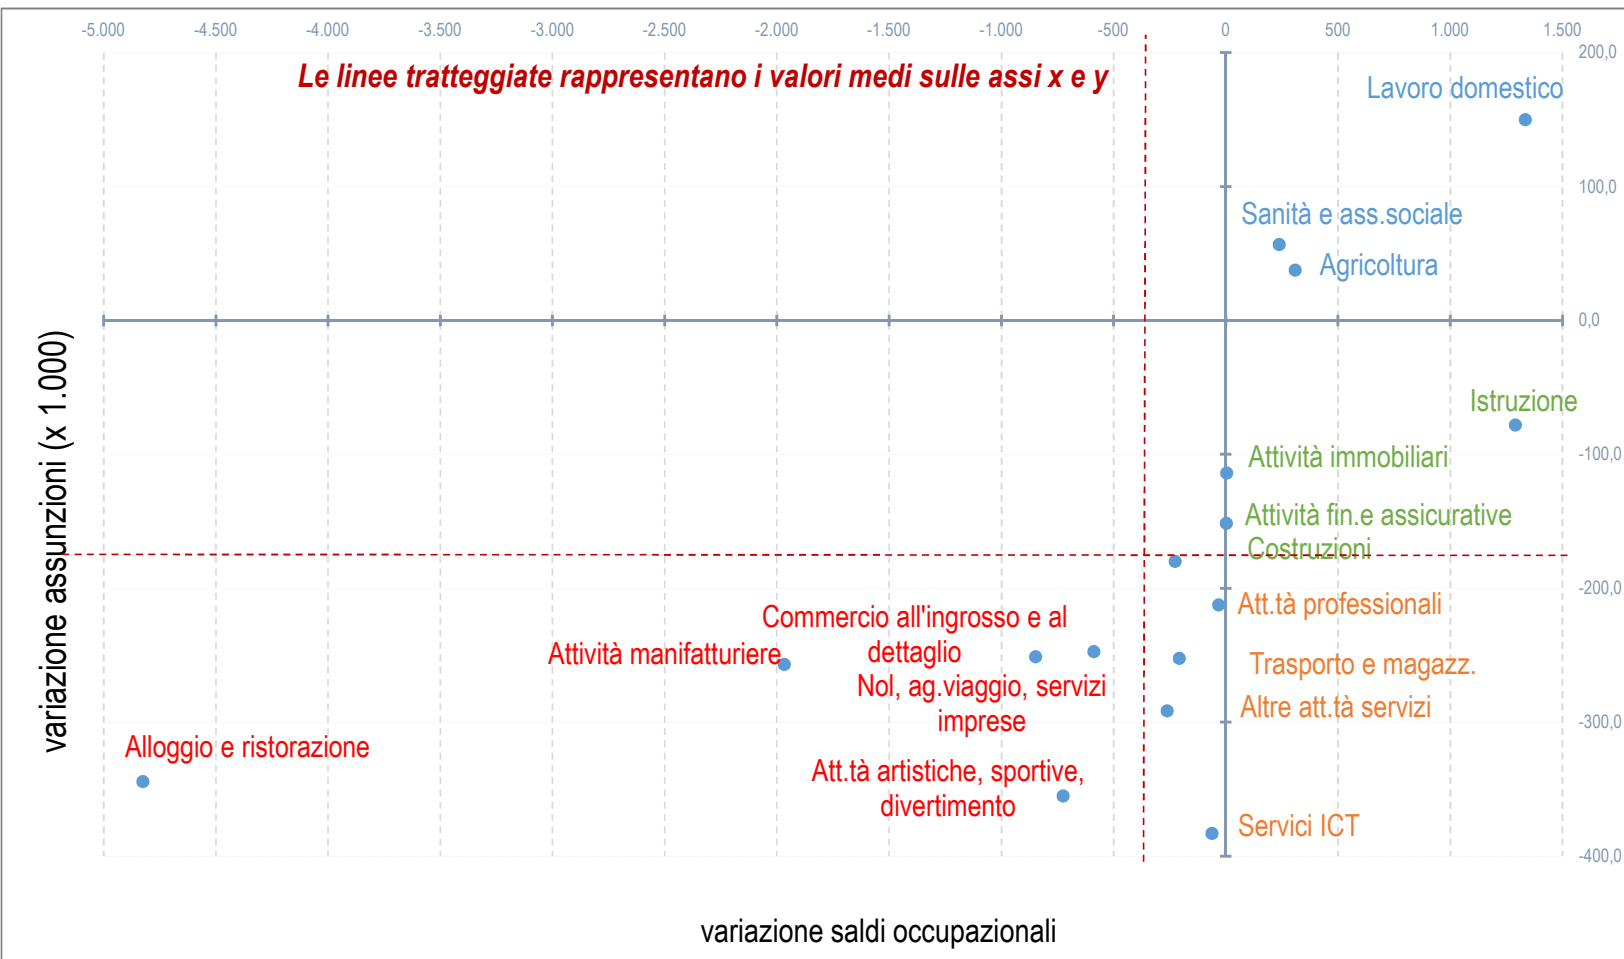 -5.000 -4.500 -4.000 -3.500 -3.000 -2.500 -2.000 -1.500 -1.000 -500 0 500 1.000 1.500
200,0
Le linee tratteggiate rappresentano i valori medi sulle assi x e y
Lavoro domestico
100,0
Sanità e ass.sociale
Agricoltura
0,0
variazione assunzioni (x 1.000)
Istruzione
-100,0
Attività immobiliari
Attività fin.e assicurative
Costruzioni
-200,0
Att.tà professionali
Commercio all'ingrosso e al
dettaglio
Attività manifatturiere
Trasporto e magazz.
Nol, ag.viaggio, servizi
imprese
Altre att.tà servizi
-300,0
Alloggio e ristorazione
Att.tà artistiche, sportive,
divertimento
Servici ICT
-400,0
variazione saldi occupazionali